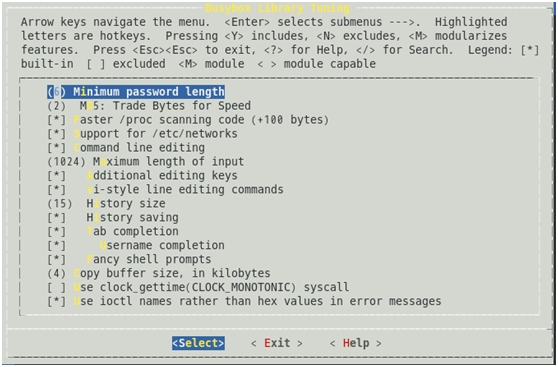 Busybox Library Tuning
Arrow keys navigate the menu. <Enter> selects submenus --->. Highlighted
letters are hotkeys. Pressing <Y> includes, <N> excludes, <M> modularizes
features. Press <Esc><Esc> to exit, <?> for Help, </> for Search. Legend: [*]
built-in [ ] excluded <M> module < > module capable
(6) Minimum password length
(2) MD5: Trade Bytes for Speed
[*] Faster /proc scanning code (+100 bytes)
[*] Support for /etc/networks
[*] Command line editing
(1024) Maximum length of input
[*] Additional editing keys
[*] vi-style line editing commands
(15) History size
[*] History saving
[*] Tab completion
[*] Username completion
[*] Fancy shell prompts
(4) Copy buffer size, in kilobytes
[ ] Use clock_gettime(CLOCK_MONOTONIC) syscall
[*] Use ioctl names rather than hex values in error messages
<Select> < Exit > < Help >